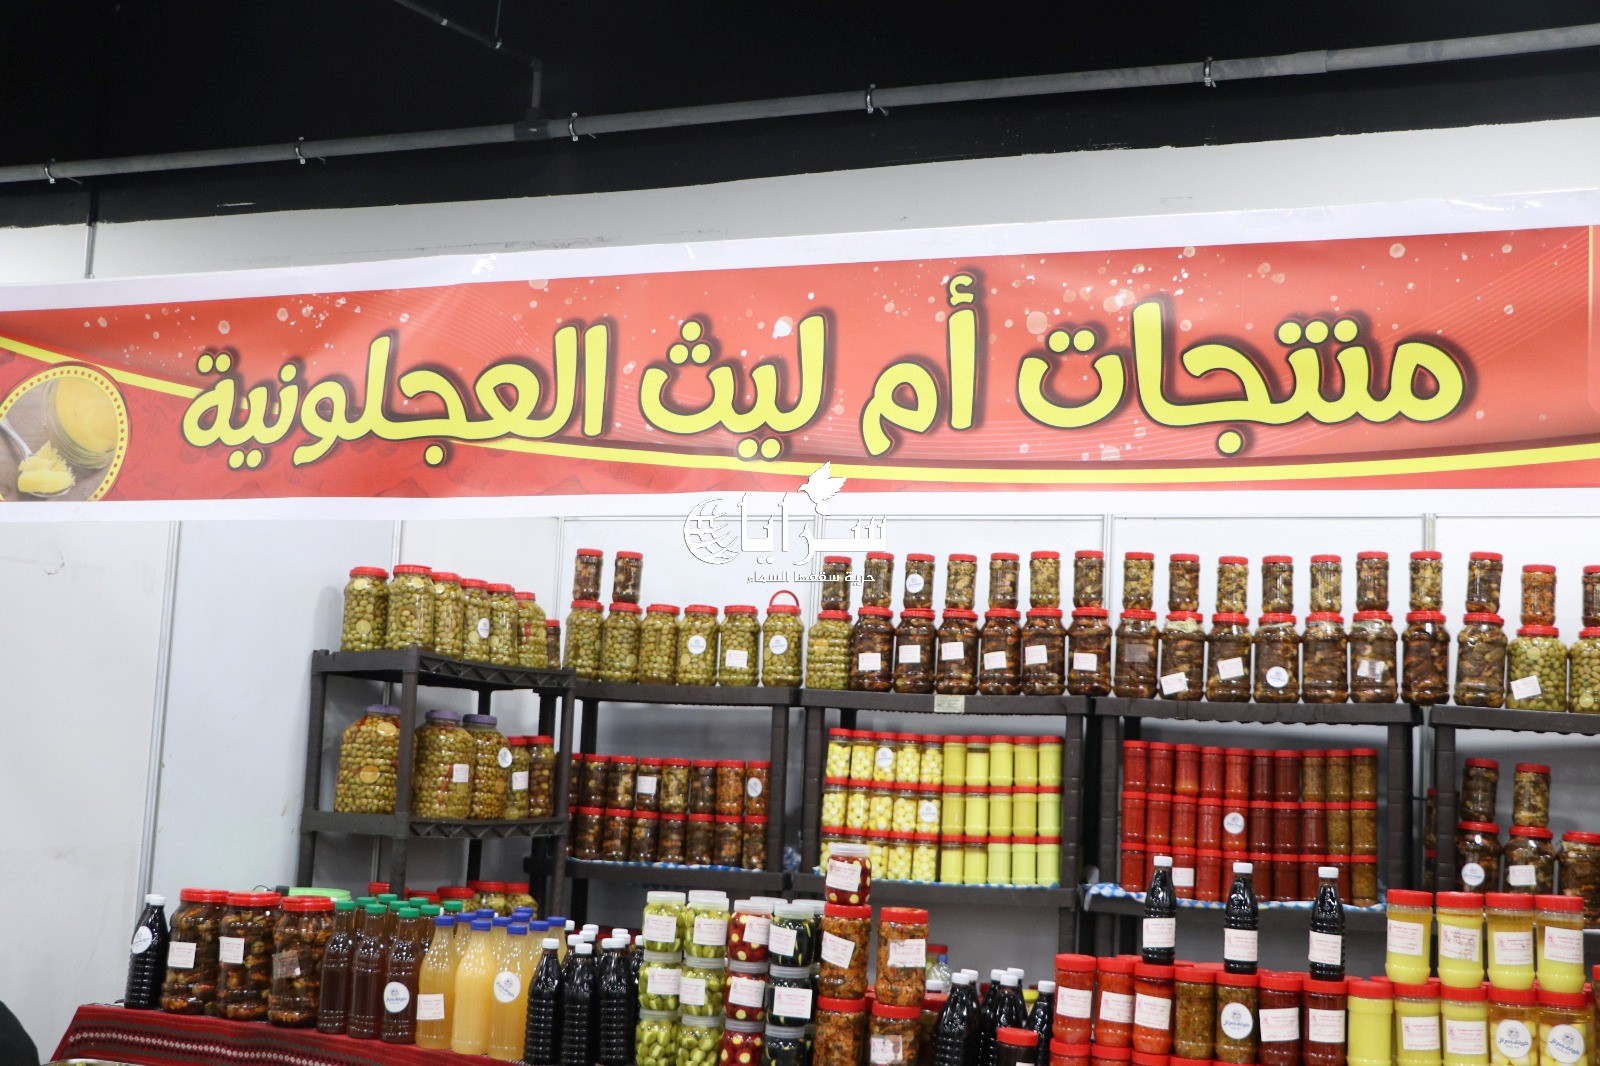 منتجات أم ليث العجلونية
سرايا
حرية سقفها السماء